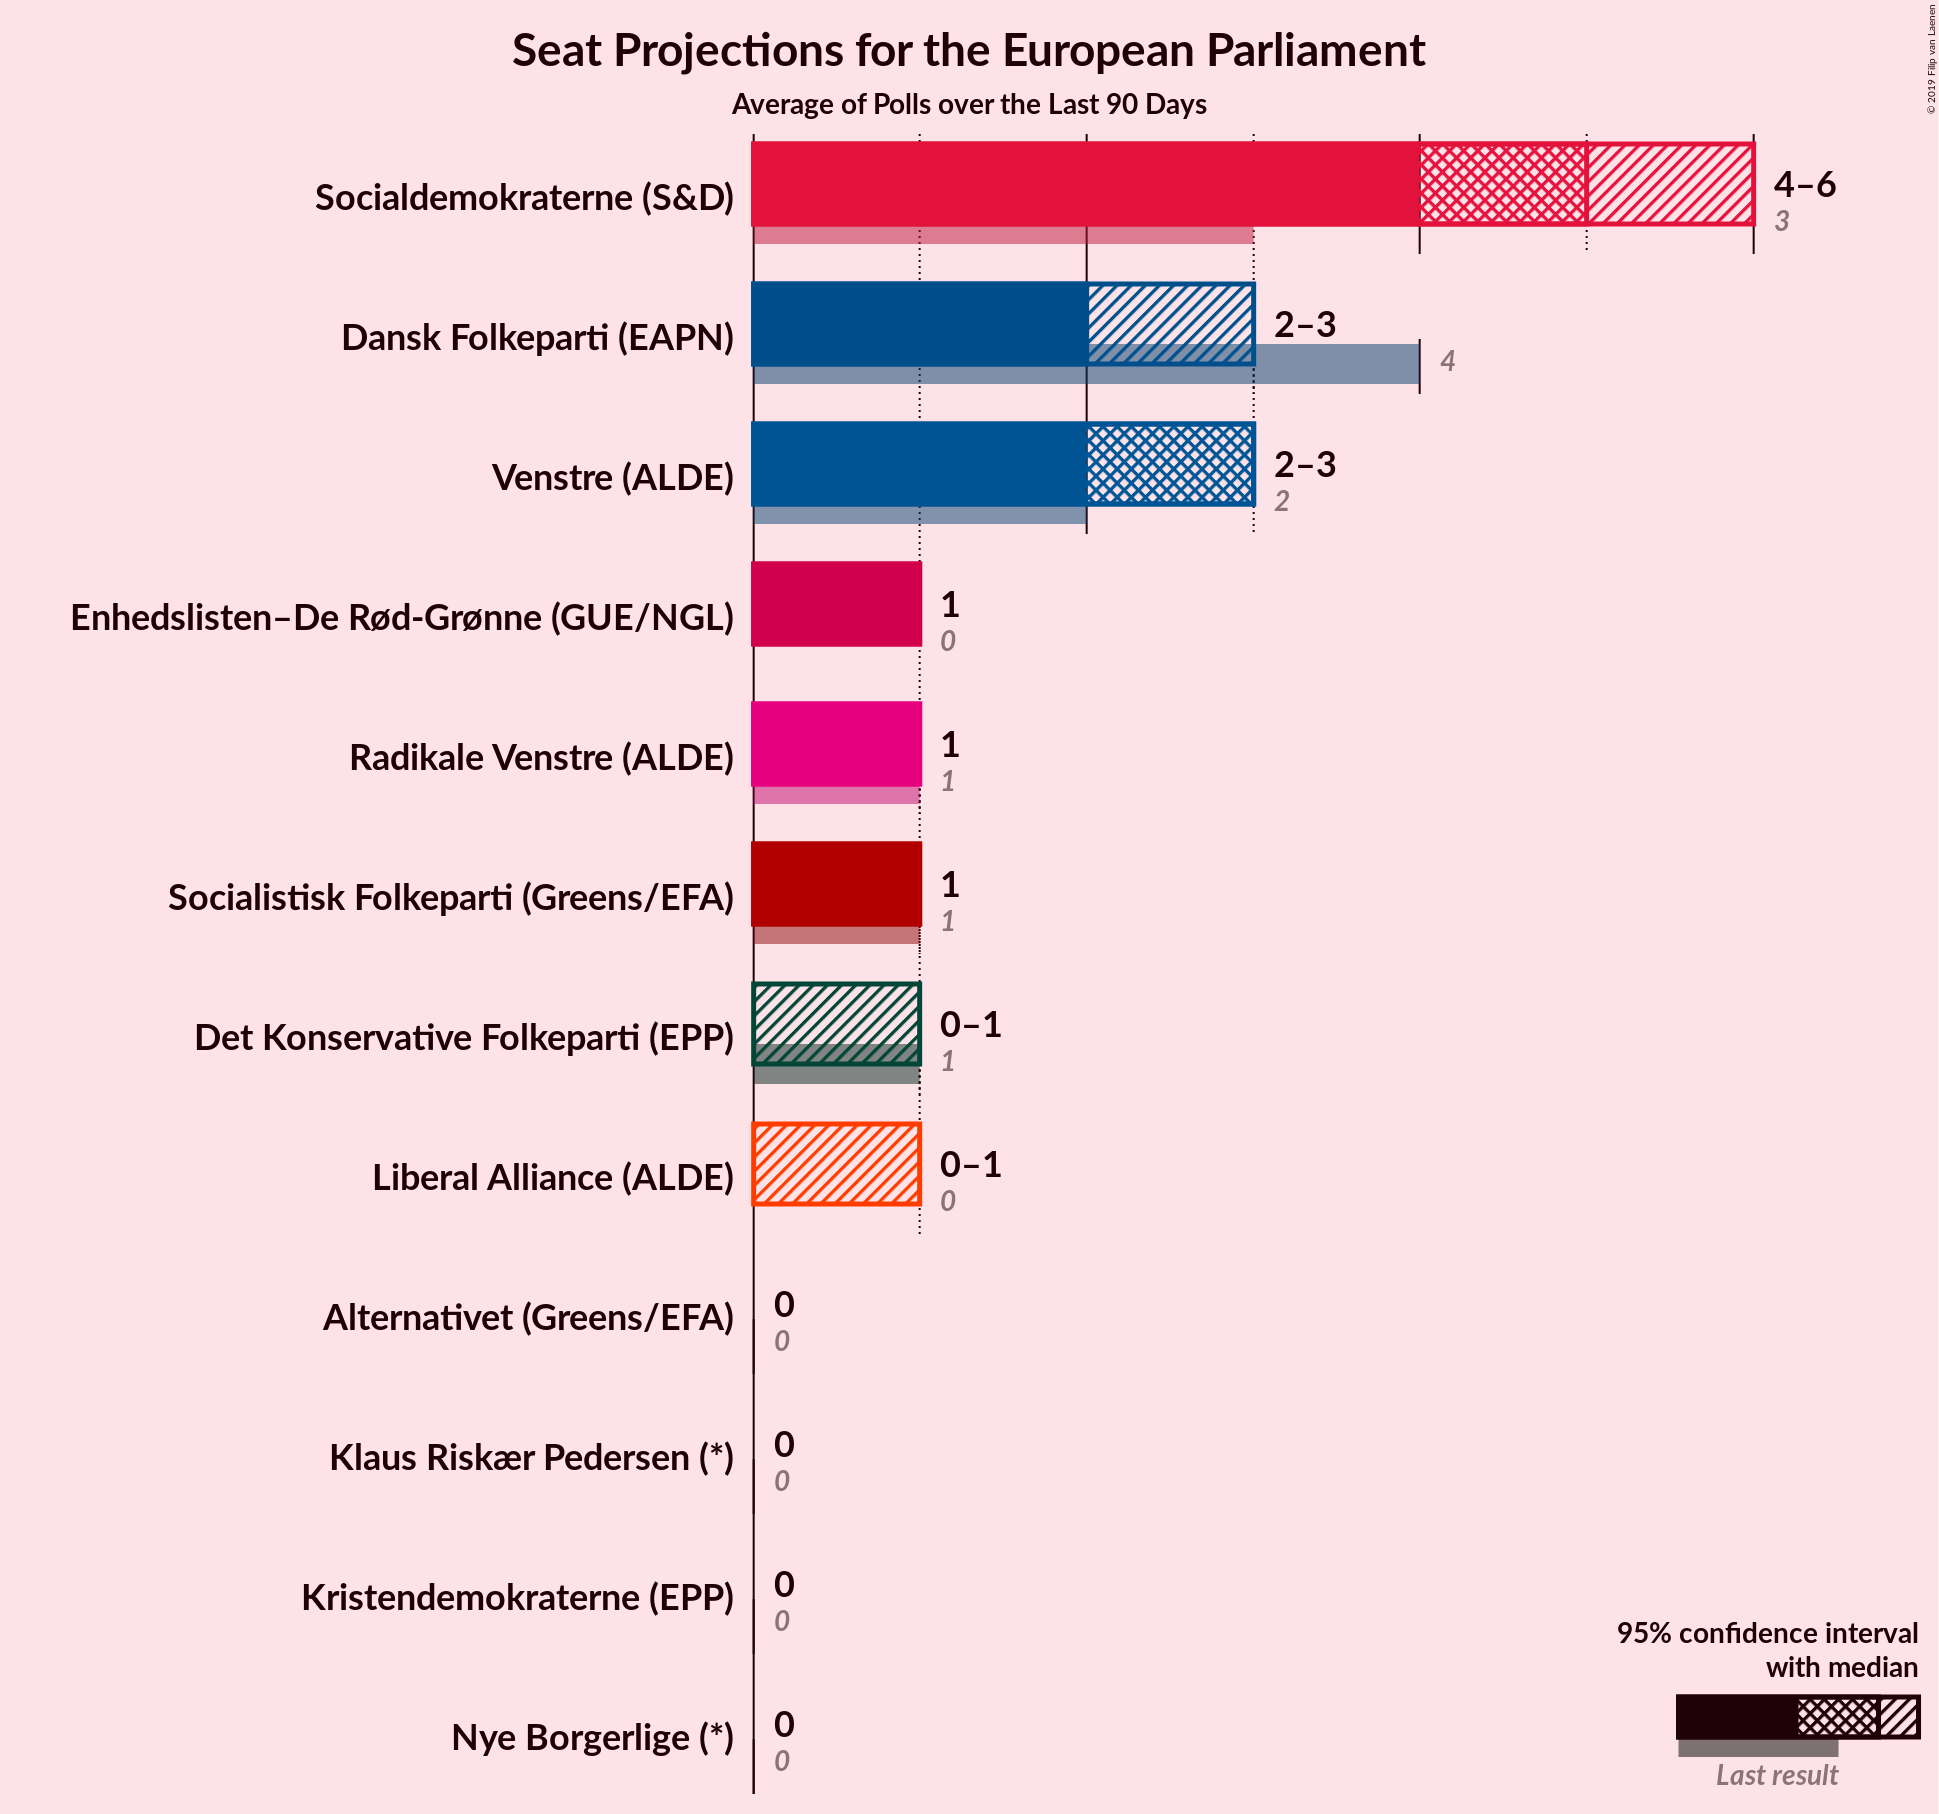 Seat Projections for the European Parliament
Average of Polls over the Last 90 Days
© 2019 Filip van Laenen
Socialdemokraterne (S&D)
4–6
3
Dansk Folkeparti (EAPN)
2–3
4
Venstre (ALDE)
2–3
2
Enhedslisten–De Rød-Grønne (GUE/NGL)
1
0
Radikale Venstre (ALDE)
1
1
Socialistisk Folkeparti (Greens/EFA)
1
1
Det Konservative Folkeparti (EPP)
0–1
1
Liberal Alliance (ALDE)
0–1
0
Alternativet (Greens/EFA)
0
0
Klaus Riskær Pedersen (*)
0
0
Kristendemokraterne (EPP)
0
0
Nye Borgerlige (*)
0
0
95% confidence interval
with median
Last result